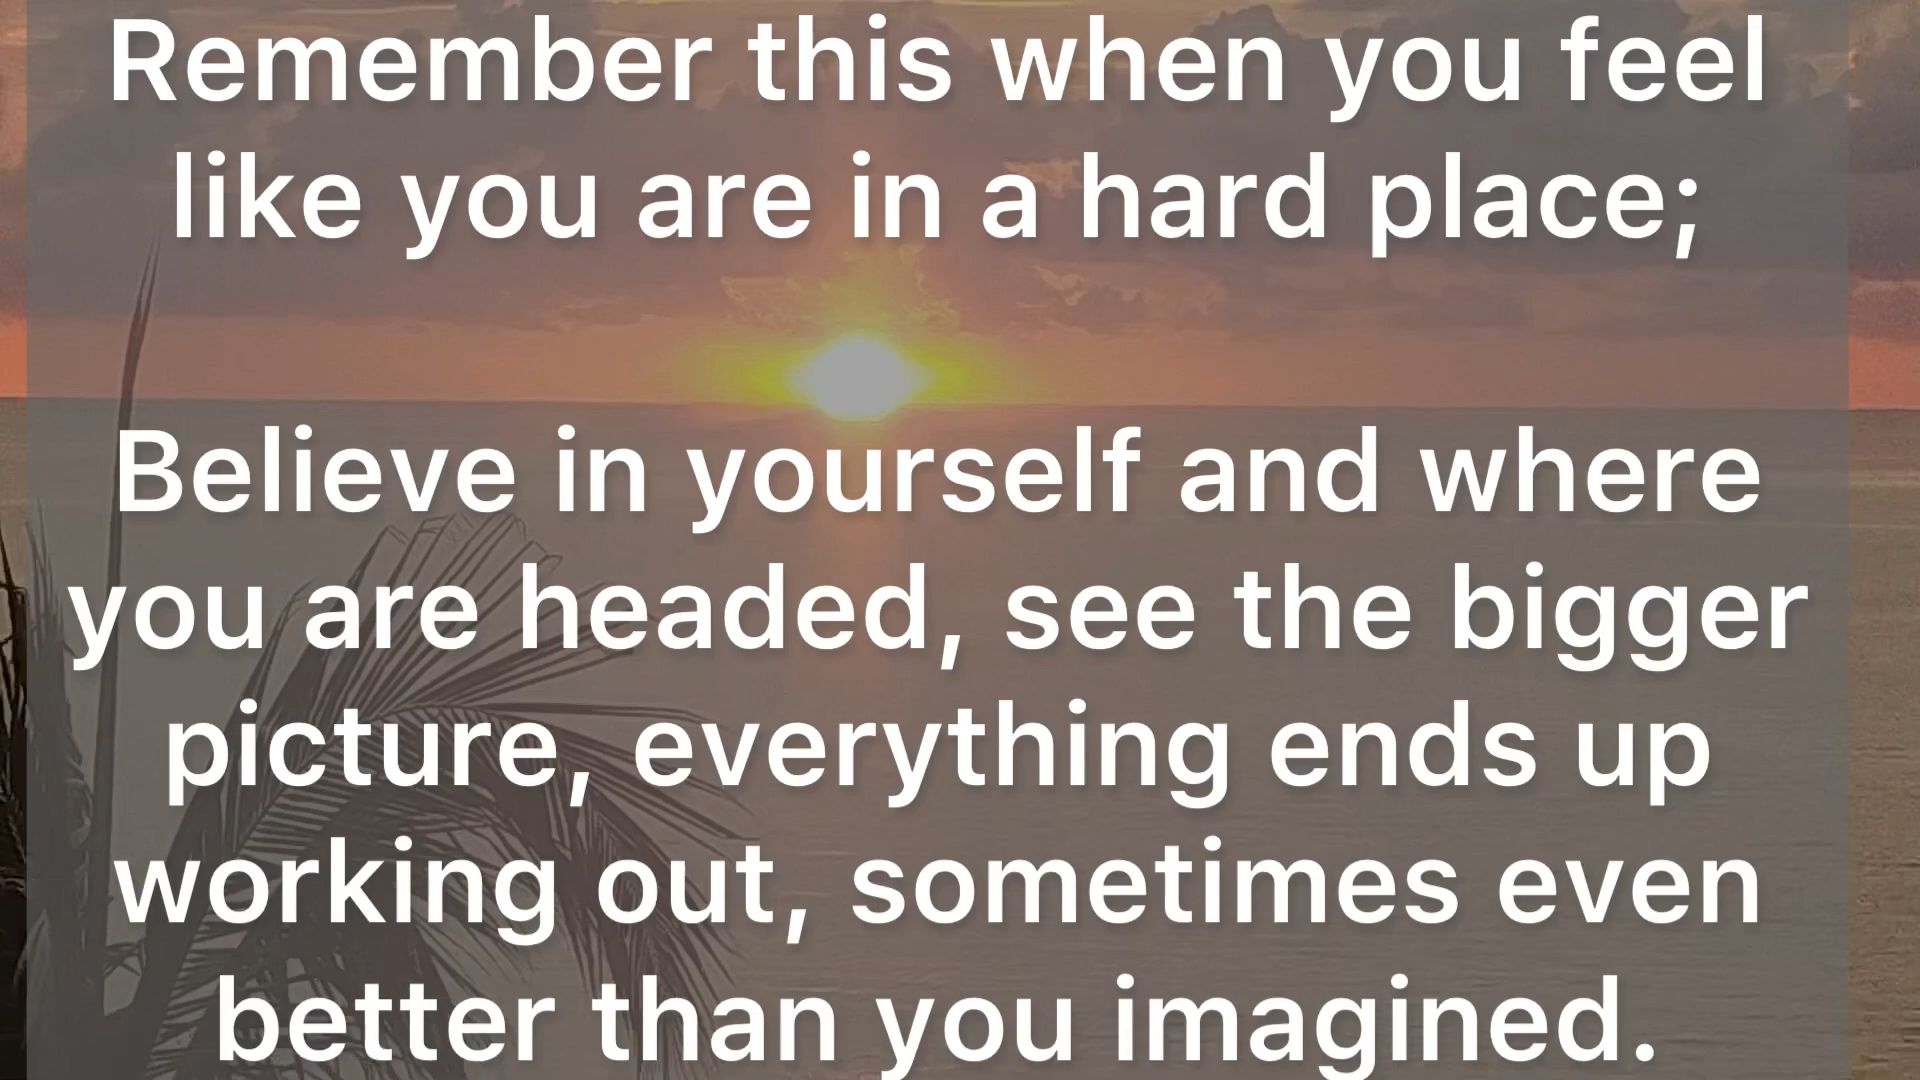 Remember this when you feel
like you are in a hard place;
Believe in yourself and where
you are headed, see the bigger
picture, everything ends up
working out, sometimes even
better than you imagined.